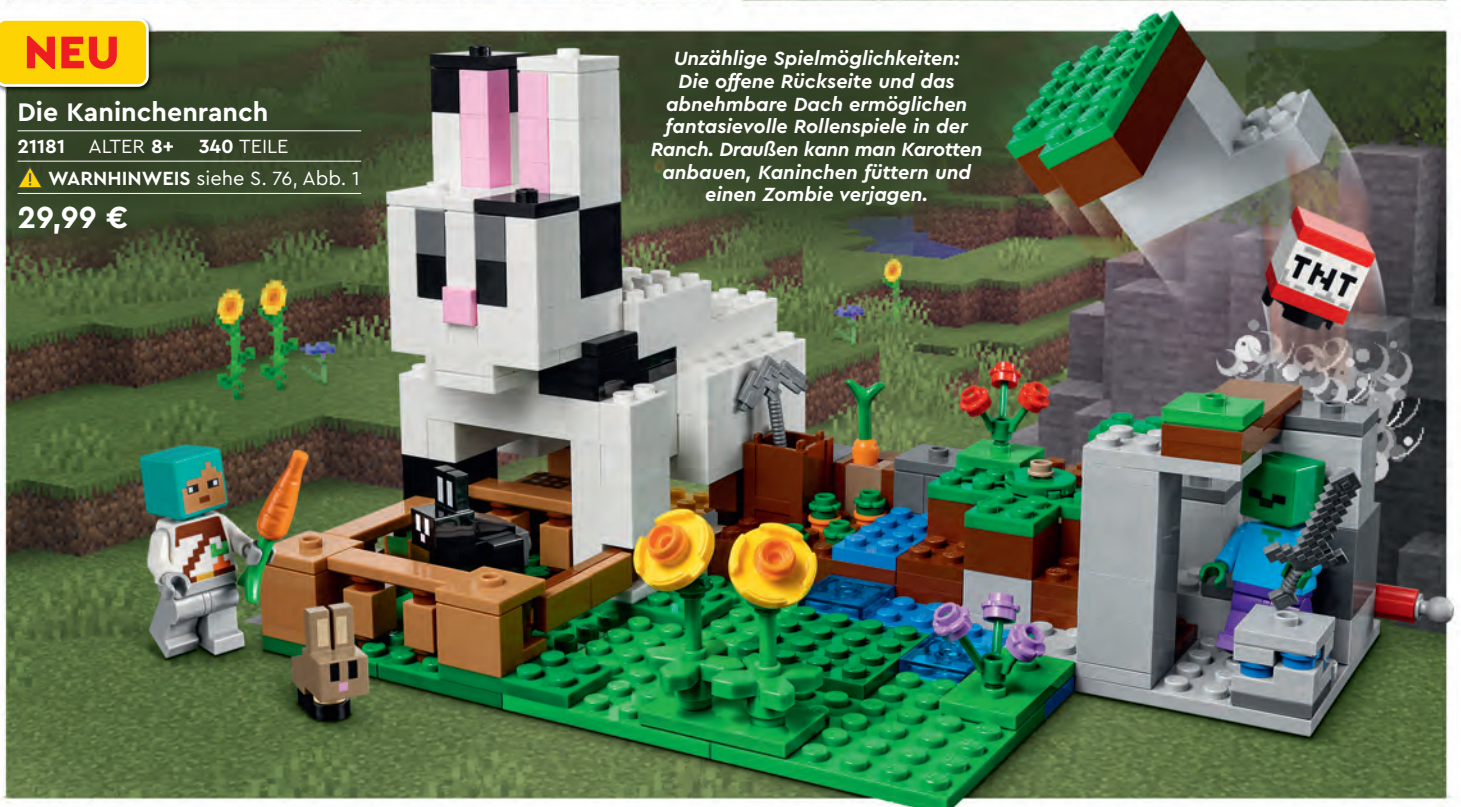 NEU
Die Kaninchenranch
21181 ALTER 8+ 340 TEILE
WARNHINWEIS siehe S. 76, Abb. 1
29,99 €
Unzählige Spielmöglichkeiten:
Die offene Rückseite und das
abnehmbare Dach ermöglichen
fantasievolle Rollenspiele in der
Ranch. Draußen kann man Karotten
anbauen, Kaninchen füttern und
einen Zombie verjagen.
TNT